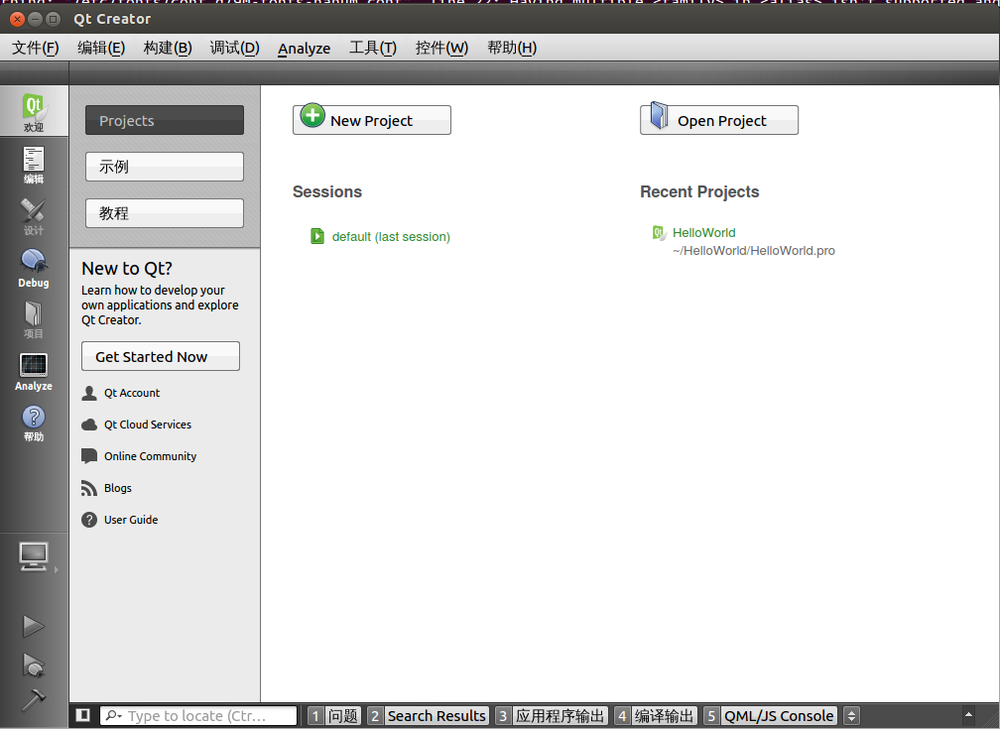 Qt Creator
文件(F) 编辑(E) 构建(B) 调试(D) Analyze 工具(T) 控件(W) 帮助(H)
Qt
欢迎
编辑
设计
Debug
项目
Analyze
帮助
Projects
示例
教程
New to Qt?
Learn how to develop your
own applications and explore
Qt Creator.
Get Started Now
Qt Account
Qt Cloud Services
Online Community
Blogs
User Guide
New Project
Open Project
Sessions
default (last session)
Recent Projects
HelloWorld
~/HelloWorld/HelloWorld.pro
Type to locate (Ctr...
1 问题 2 Search Results 3 应用程序输出 4 编译输出 5 QML/JS Console